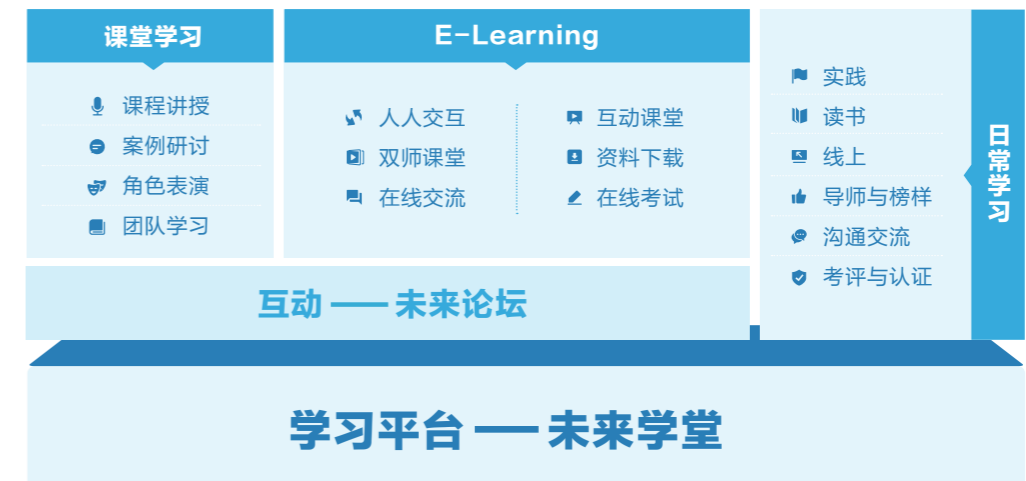 课堂学习
课程讲授
案例研讨
角色表演
团队学习
E-Learning
人人交互
双师课堂
在线交流
互动课堂
资料下载
在线考试
实践
读书
线上
导师与榜样
沟通交流
考评与认证
日常学习
互动 —— 未来论坛
学习平台 —— 未来学堂